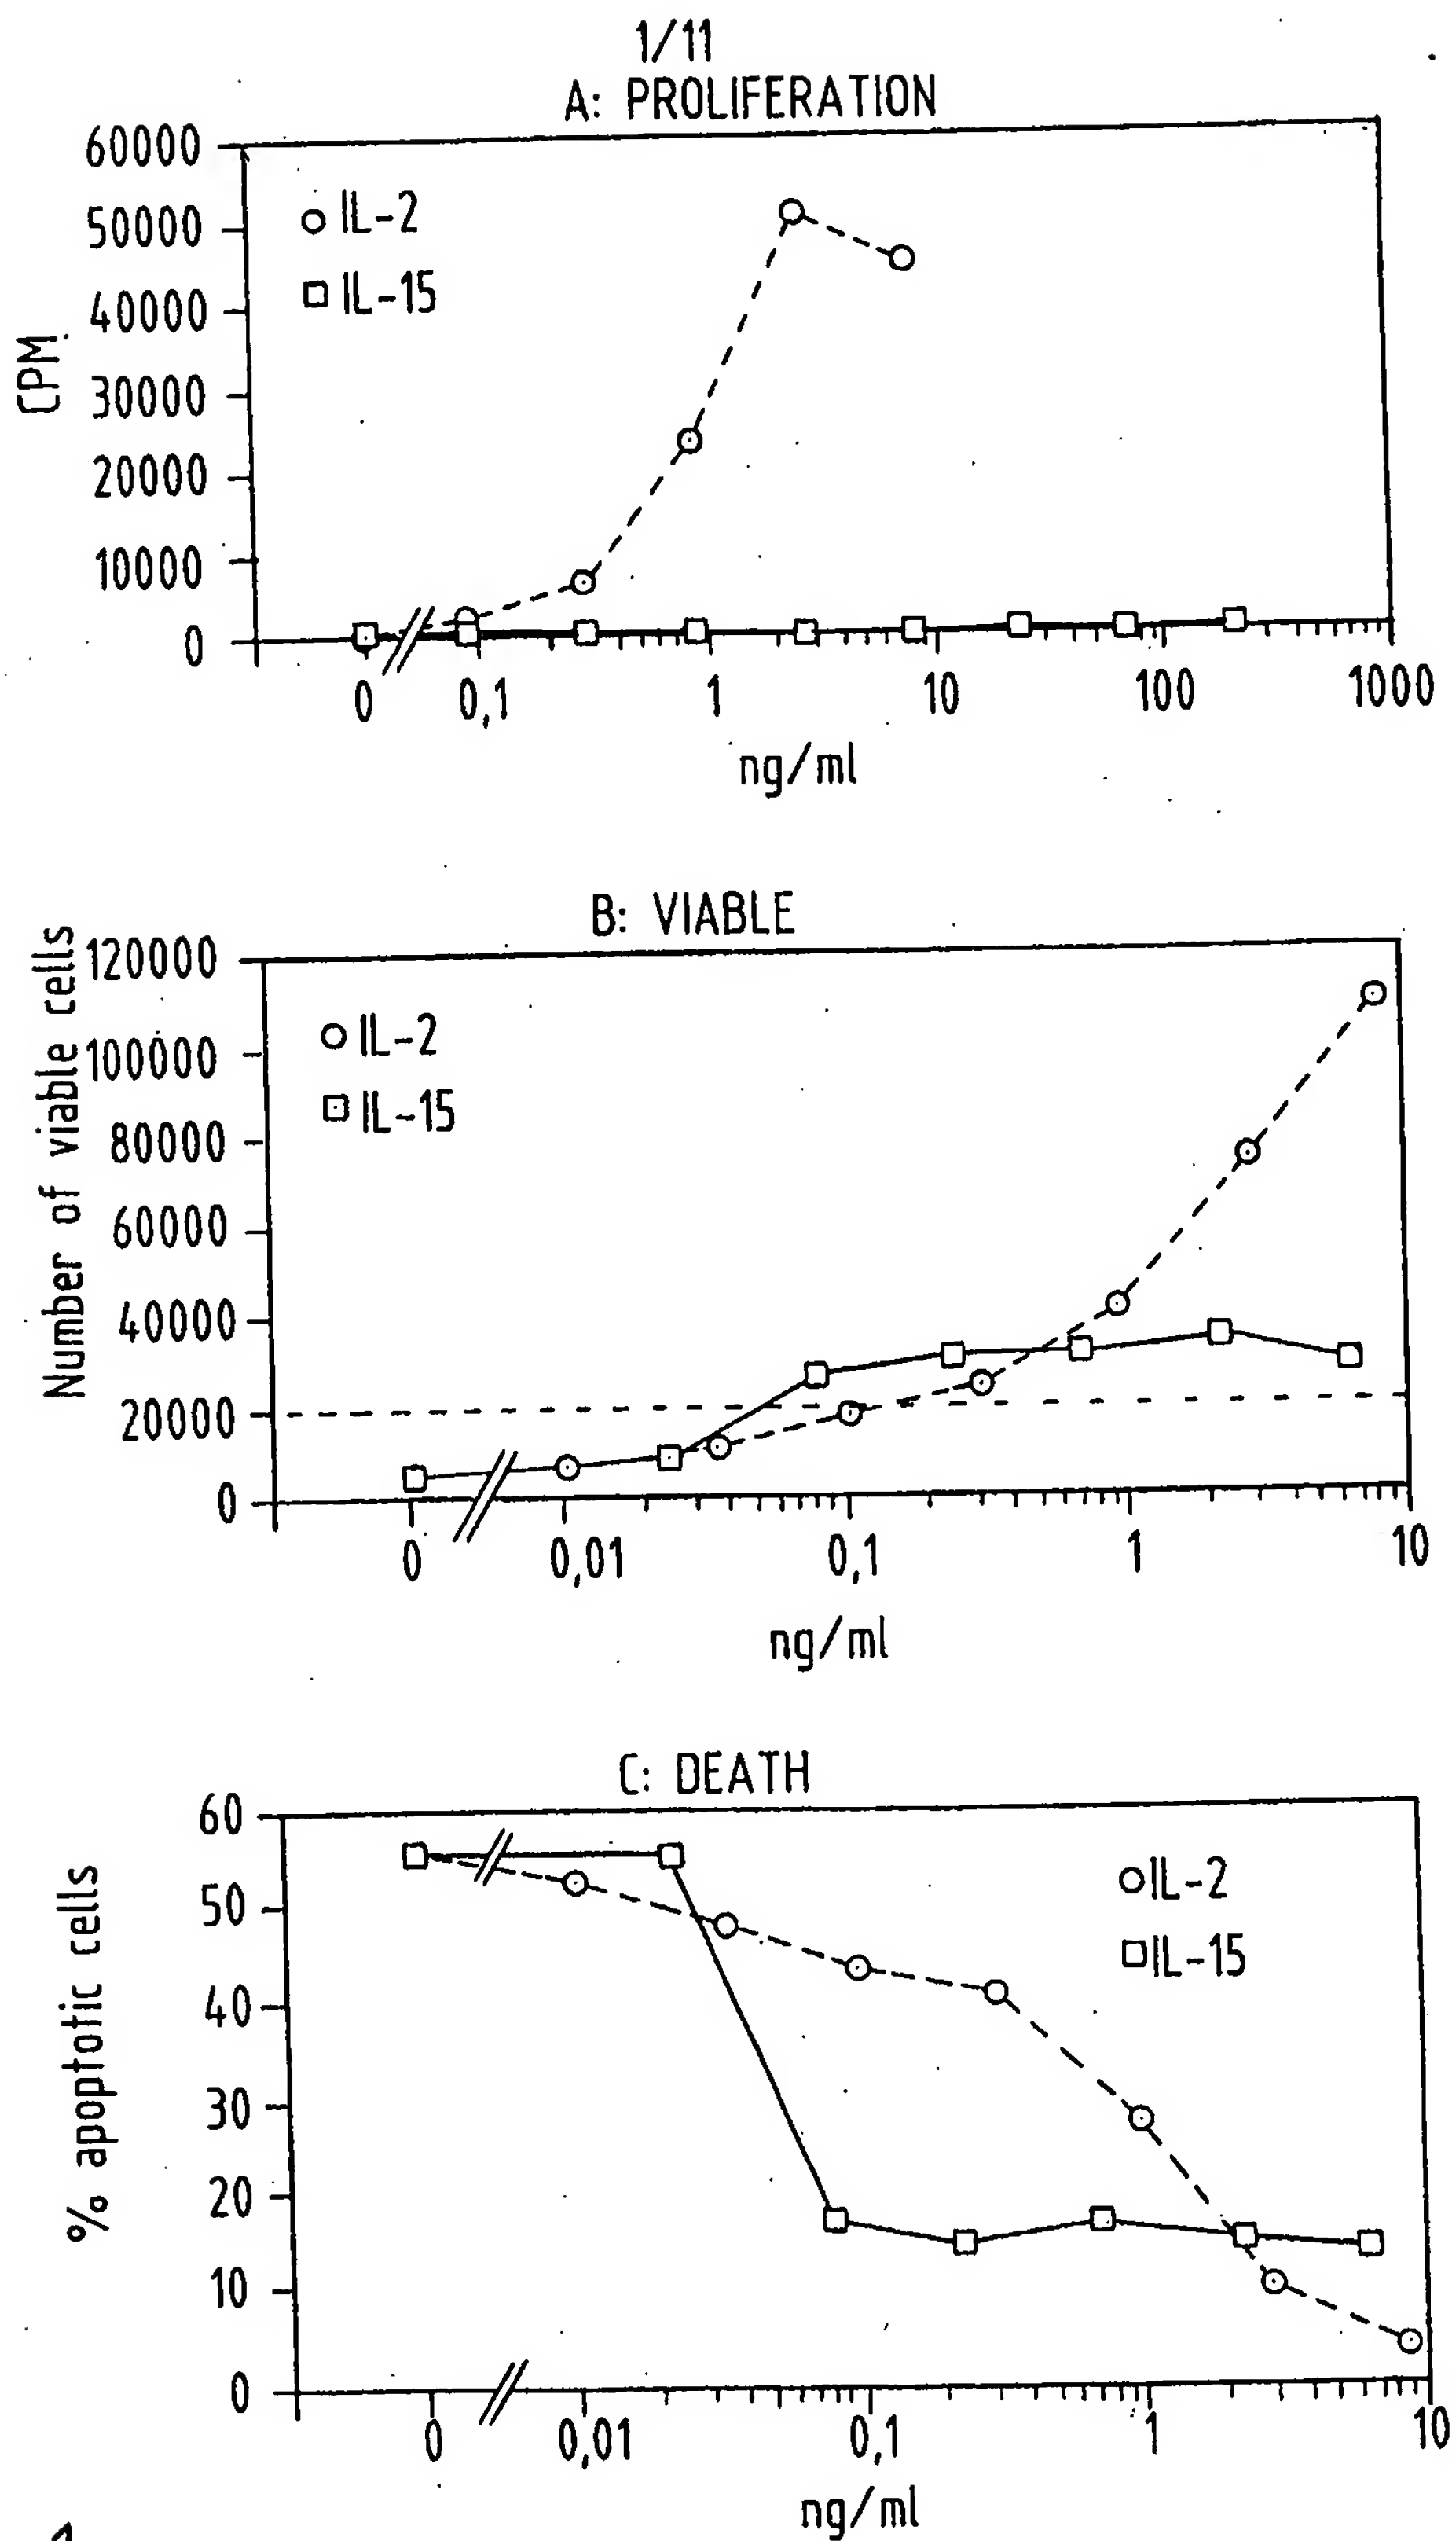 1/11
A: PROLIFERATION
60000
50000
40000
30000
20000
10000
0
CPM
IL-2
IL-15
0 0,1 1 10 100 1000
ng/ml
B: VIABLE
120000
100000
80000
60000
40000
20000
0
Number of viable cells
IL-2
IL-15
0 0,01 0,1 1 10
ng/ml
C: DEATH
60
50
40
30
20
10
0
% apoptotic cells
IL-2
IL-15
0 0,01 0,1 1 10
ng/ml